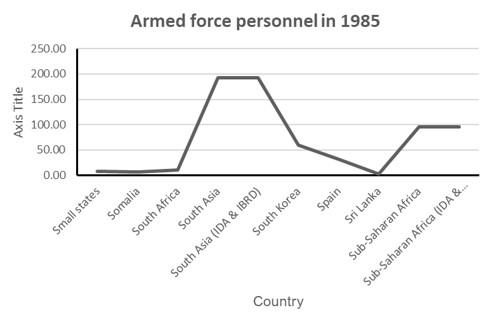 Armed force personnel in 1985
250.00
200.00
150.00
100.00
50.00
0.00
Axis Title
Small states
Somalia
South Africa
South Asia
South Asia (IDA & IBRD)
South Korea
Spain
Sri Lanka
Sub-Saharan Africa
Sub-Saharan Africa (IDA &...
Country